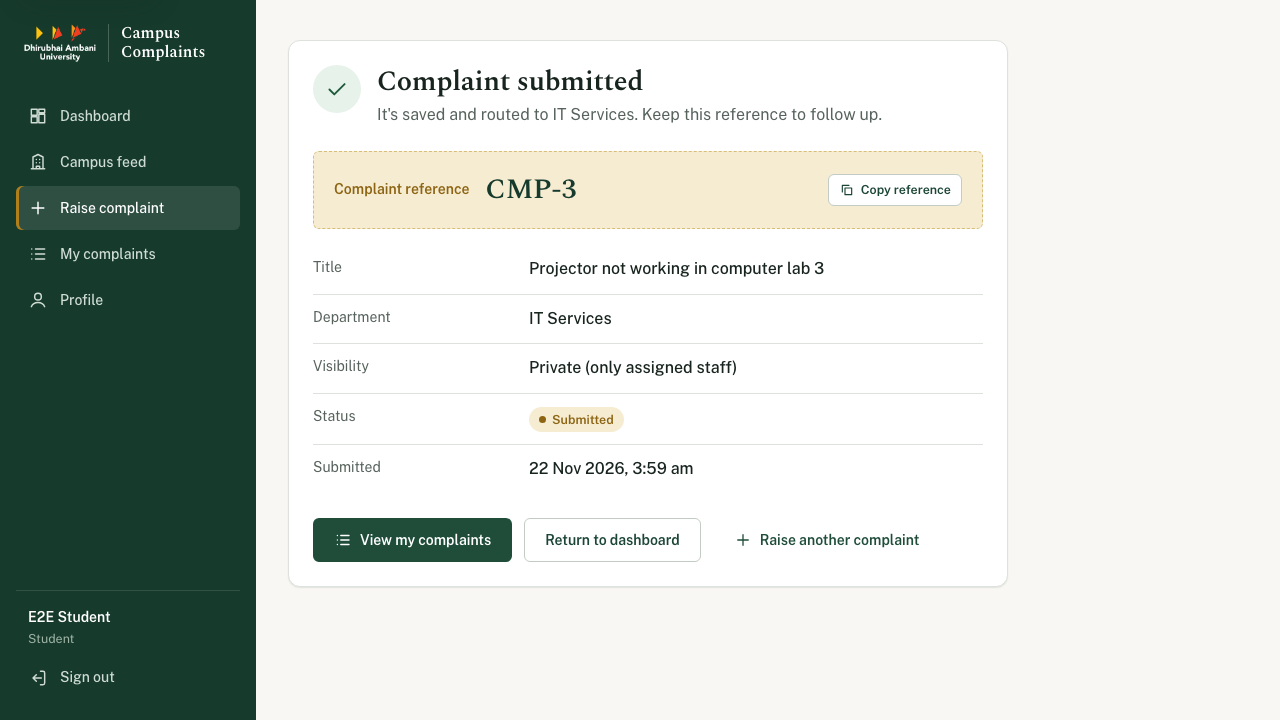 Dhirubhai Ambani
University
Campus
Complaints
Dashboard
Campus feed
Raise complaint
My complaints
Profile
E2E Student
Student
Sign out
Complaint submitted
It's saved and routed to IT Services. Keep this reference to follow up.
Complaint reference CMP-3 Copy reference
Title Projector not working in computer lab 3
Department IT Services
Visibility Private (only assigned staff)
Status Submitted
Submitted 22 Nov 2026, 3:59 am
View my complaints Return to dashboard Raise another complaint